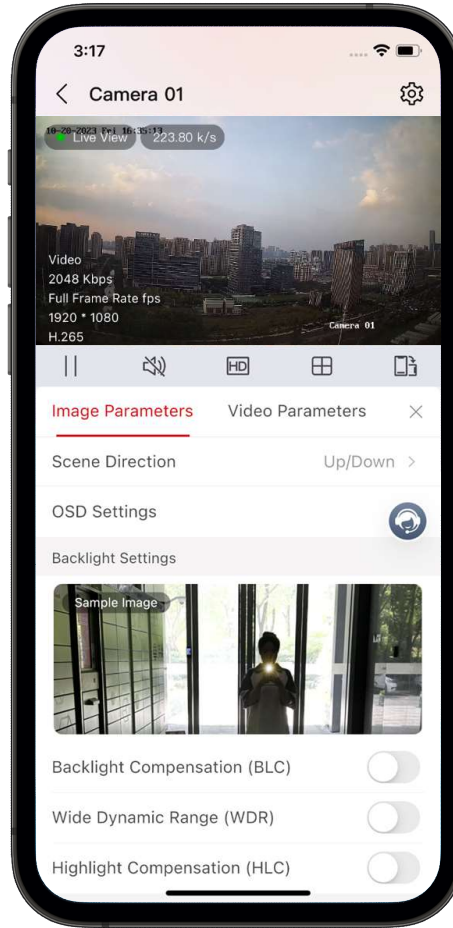 3:17
Camera 01
10-20-2023 Fri 16:35:13
Live View
223.80 k/s
Video
2048 Kbps
Full Frame Rate fps
1920 * 1080
H.265
Camera 01
HD
Image Parameters
Video Parameters
Scene Direction
Up/Down
OSD Settings
Backlight Settings
Sample Image
Backlight Compensation (BLC)
Wide Dynamic Range (WDR)
Highlight Compensation (HLC)